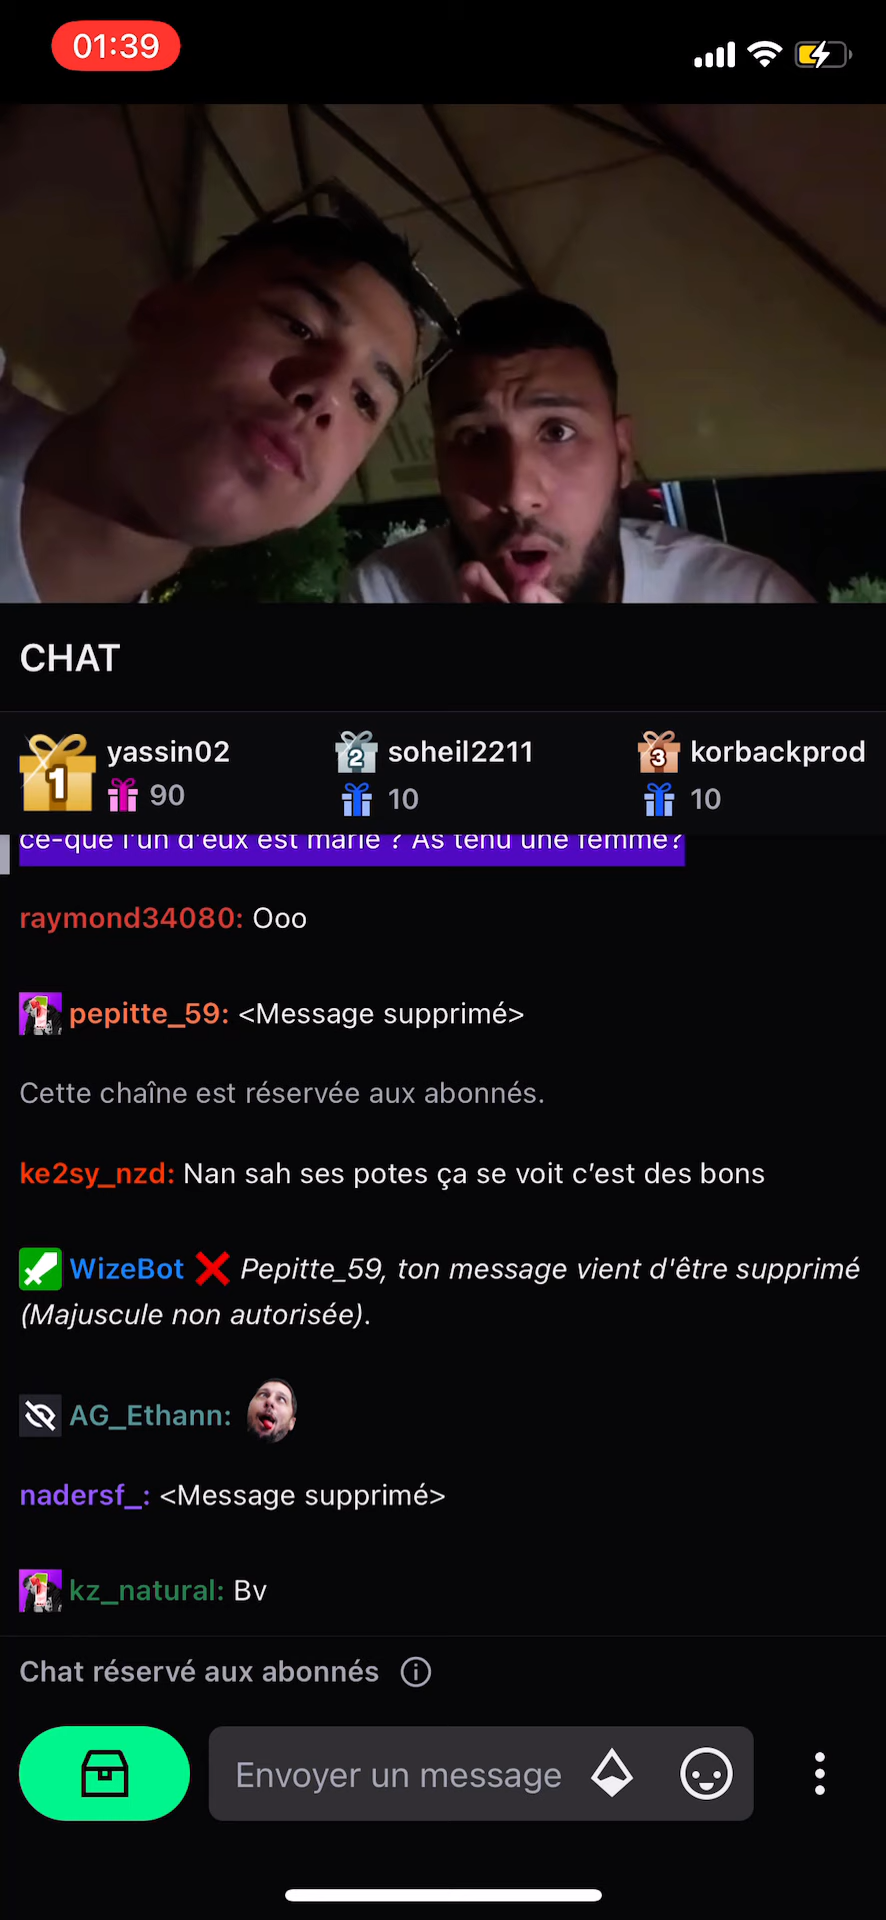 01:39
CHAT
1 yassin02
90
2 soheil2211
10
3 korbackprod
10
ce-que l'un d'eux est marié ? As tenu une femme?
raymond34080: Ooo
pepitte_59: <Message supprimé>
Cette chaîne est réservée aux abonnés.
ke2sy_nzd: Nan sah ses potes ça se voit c’est des bons
WizeBot ❌ Pepitte_59, ton message vient d'être supprimé
(Majuscule non autorisée).
AG_Ethann:
nadersf_: <Message supprimé>
kz_natural: Bv
Chat réservé aux abonnés
Envoyer un message